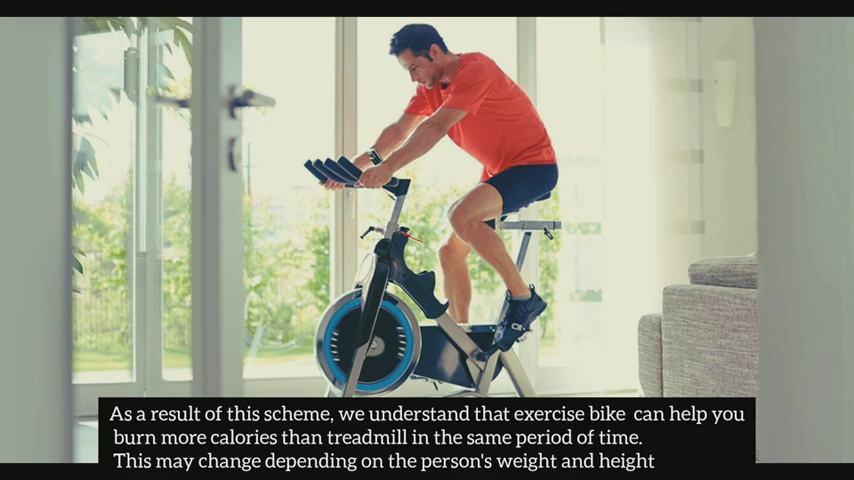 As a result of this scheme, we understand that exercise bike can help you
burn more calories than treadmill in the same period of time.
This may change depending on the person's weight and height